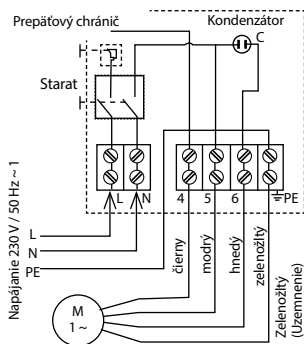 Prepäťový chránič
Kondenzátor
C
Starat
L
N
4
5
6
PE
Napájanie 230 V / 50 Hz ~ 1
L
N
PE
čierny
modrý
hnedý
zelenožltý
Zelenožltý
(Uzemnenie)
M
1 ~